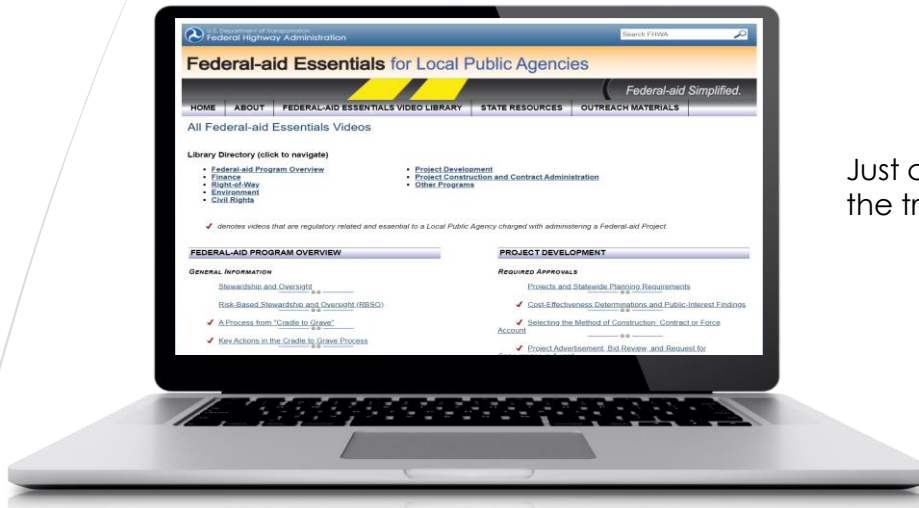 U.S. Department of Transportation
Federal Highway Administration
Search FHWA
Federal-aid Essentials for Local Public Agencies
Federal-aid Simplified.
HOME ABOUT FEDERAL-AID ESSENTIALS VIDEO LIBRARY STATE RESOURCES OUTREACH MATERIALS
All Federal-aid Essentials Videos
Library Directory (click to navigate)
Federal-aid Program Overview
Finance
Right-of-Way
Environment
Civil Rights
Project Development
Project Construction and Contract Administration
Other Programs
denotes videos that are regulatory related and essential to a Local Public Agency charged with administering a Federal-aid Project.
FEDERAL-AID PROGRAM OVERVIEW
GENERAL INFORMATION
Stewardship and Oversight
Risk-Based Stewardship and Oversight (RBSO)
A Process from "Cradle to Grave"
Key Actions in the Cradle to Grave Process
PROJECT DEVELOPMENT
REQUIRED APPROVALS
Projects and Statewide Planning Requirements
Cost-Effectiveness Determinations and Public-Interest Findings
Selecting the Method of Construction: Contract or Force
Account
Project Advertisement, Bid Review, and Request for
Just
the